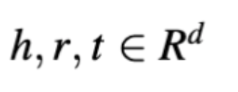 h, r, t ∈ R^d